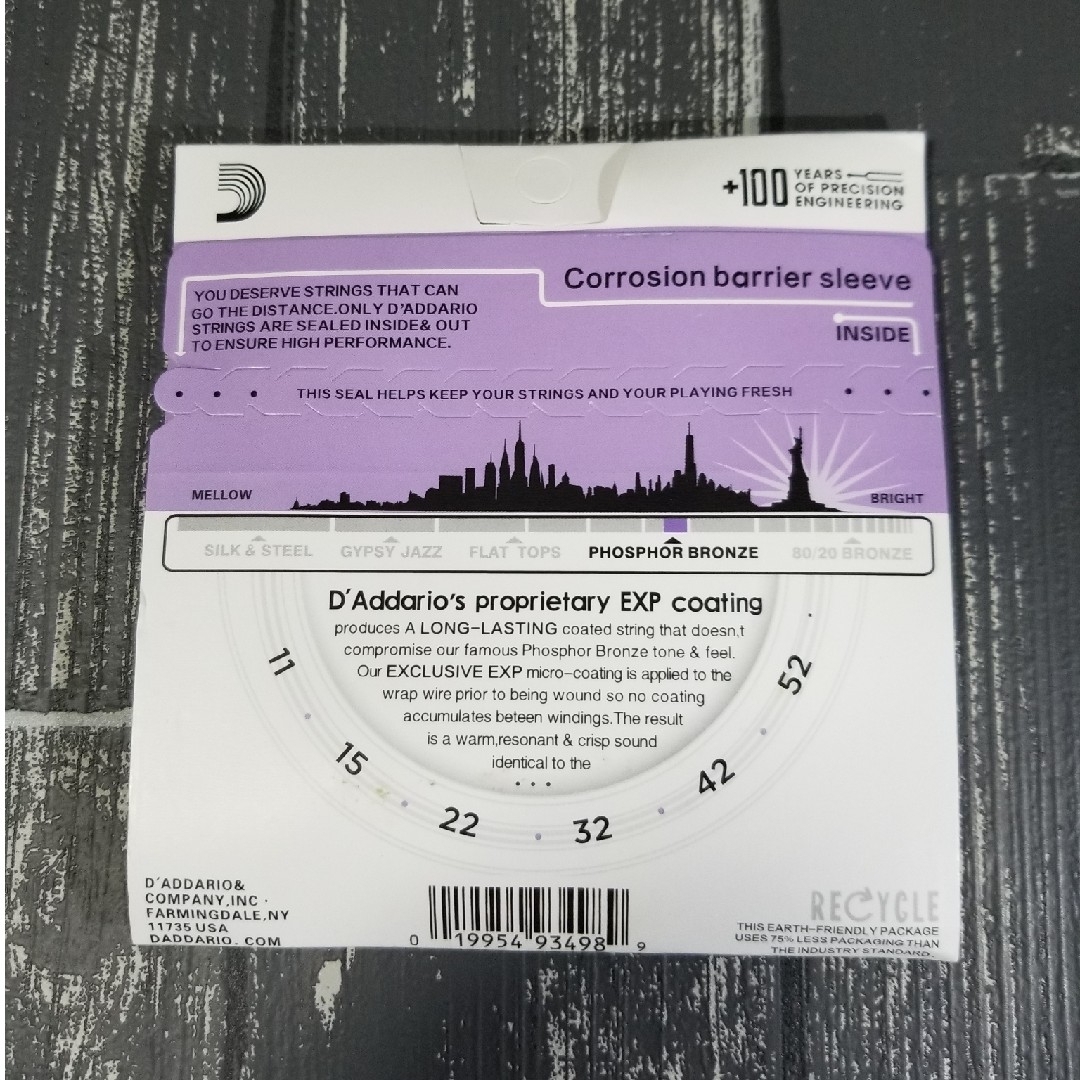 +100 YEARS
OF PRECISION
ENGINEERING
Corrosion barrier sleeve
INSIDE
YOU DESERVE STRINGS THAT CAN
GO THE DISTANCE.ONLY D'ADDARIO
STRINGS ARE SEALED INSIDE& OUT
TO ENSURE HIGH PERFORMANCE.
THIS SEAL HELPS KEEP YOUR STRINGS AND YOUR PLAYING FRESH
MELLOW
BRIGHT
SILK & STEEL GYPSY JAZZ FLAT TOPS PHOSPHOR BRONZE 80/20 BRONZE
D'Addario's proprietary EXP coating
produces A LONG-LASTING coated string that doesn,t
compromise our famous Phosphor Bronze tone & feel.
Our EXCLUSIVE EXP micro-coating is applied to the
wrap wire prior to being wound so no coating
accumulates beteen windings.The result
is a warm,resonant & crisp sound
identical to the
...
11
15
22
32
42
52
D'ADDARIO&
COMPANY,INC ·
FARMINGDALE,NY
11735 USA
DADDARIO. COM
0 19954 93498 9
RECYCLE
THIS EARTH-FRIENDLY PACKAGE
USES 75% LESS PACKAGING THAN
THE INDUSTRY STANDARD.